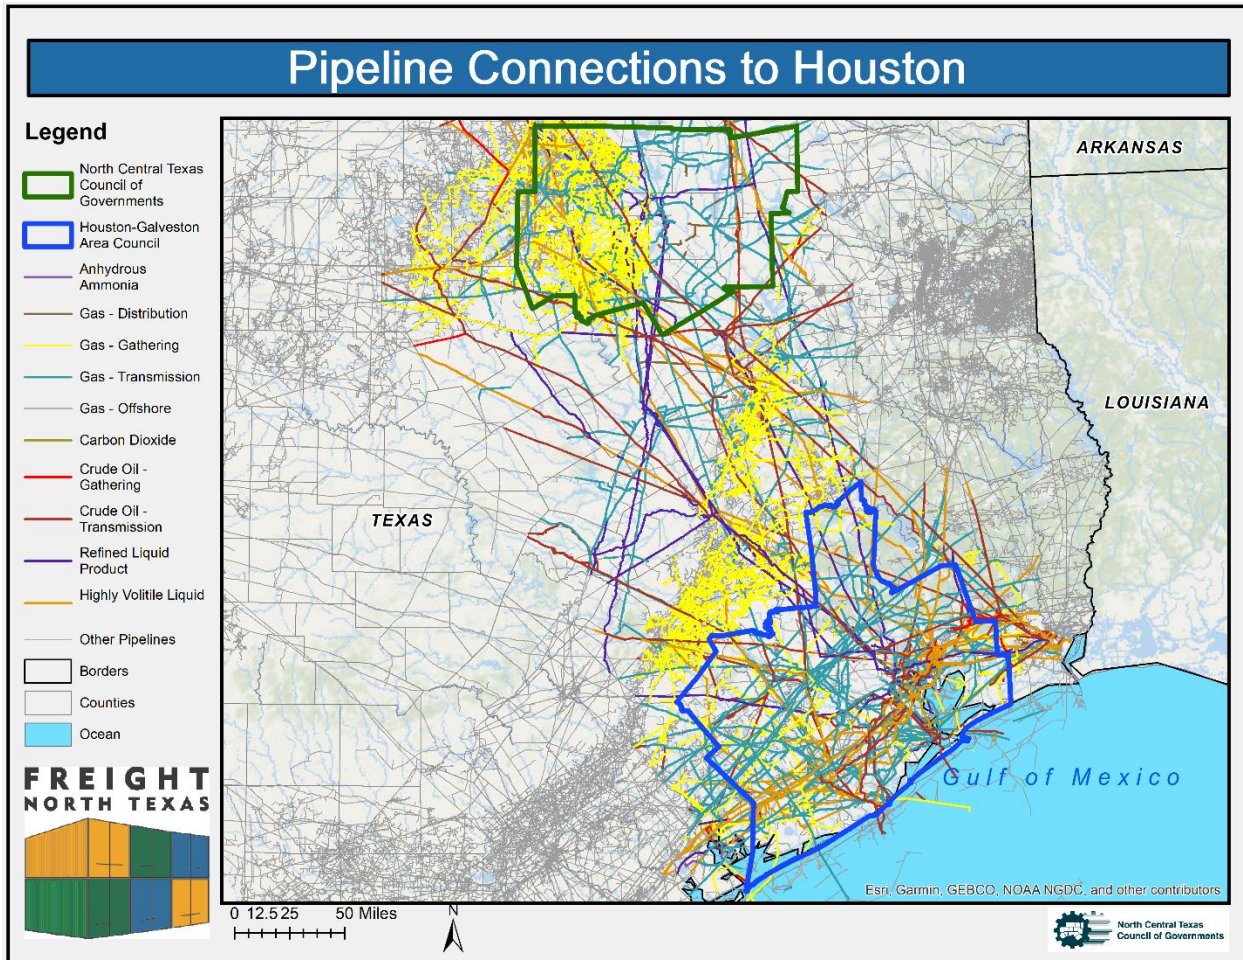 Pipeline Connections to Houston
Legend
North Central Texas
Council of
Governments
Houston-Galveston
Area Council
Anhydrous
Ammonia
Gas - Distribution
Gas - Gathering
Gas - Transmission
Gas - Offshore
Carbon Dioxide
Crude Oil -
Gathering
Crude Oil -
Transmission
Refined Liquid
Product
Highly Volitile Liquid
Other Pipelines
Borders
Counties
Ocean
FREIGHT
NORTH TEXAS
ARKANSAS
LOUISIANA
TEXAS
Gulf of Mexico
Esri, Garmin, GEBCO, NOAA NGDC, and other contributors
0 12.5 25 50 Miles
N
North Central Texas
Council of Governments